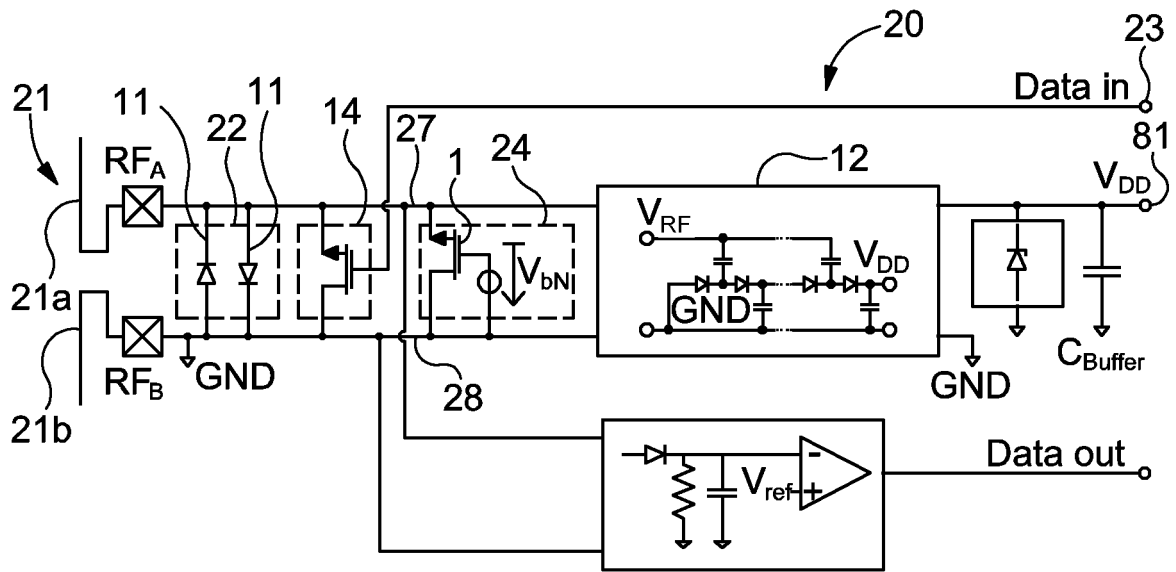 20
23
Data in
21
11
11
14
27
1
24
12
81
22
RF_A
V_DD
V_RF
V_bN
V_DD
GND
21a
GND
RF_B
28
GND
C_Buffer
21b
V_ref
-
+
Data out